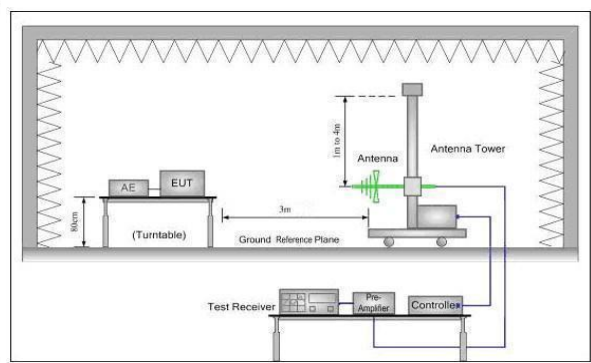 1m to 4m
Antenna
Antenna Tower
AE
EUT
80cm
(Turntable)
3m
Ground Reference Plane
Test Receiver
Pre-
Amplifier
Controller